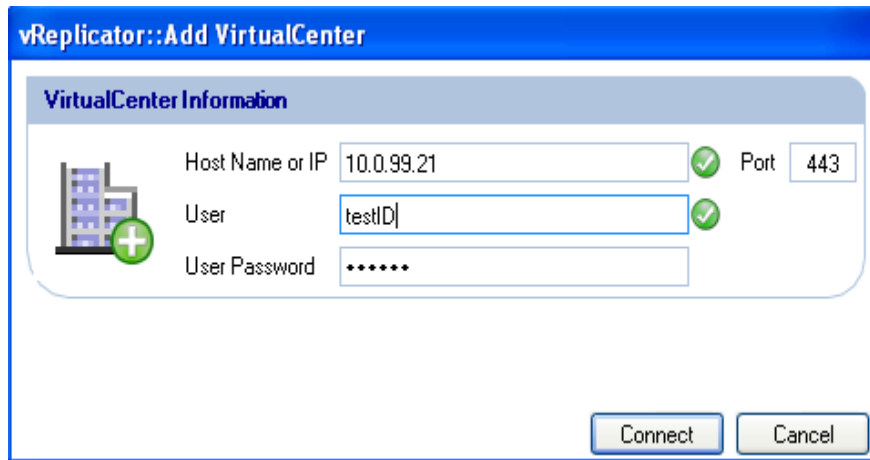 vReplicator::Add VirtualCenter
VirtualCenter Information
Host Name or IP 10.0.99.21 Port 443
User testID
User Password ••••••
Connect Cancel